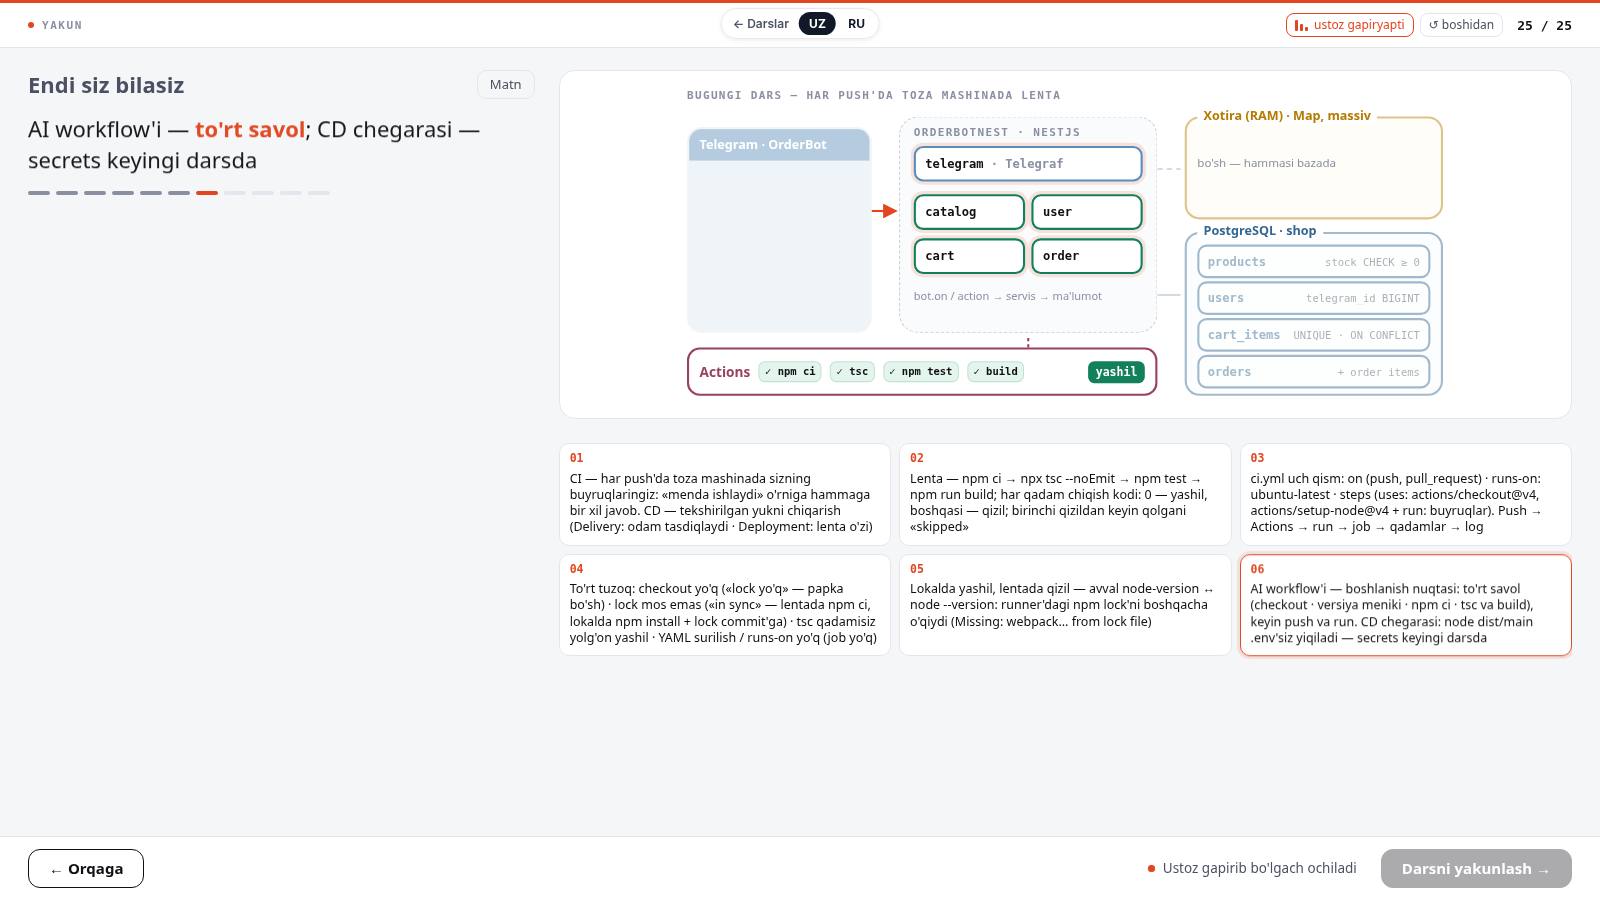 YAKUN
← Darslar UZ RU
ustoz gapiryapti
↺ boshidan
25 / 25
Endi siz bilasiz
Matn
AI workflow'i — to'rt savol; CD chegarasi —
secrets keyingi darsda
BUGUNGI DARS — HAR PUSH'DA TOZA MASHINADA LENTA
Telegram · OrderBot
ORDERBOTNEST · NESTJS
telegram · Telegraf
catalog
user
cart
order
bot.on / action → servis → ma'lumot
Xotira (RAM) · Map, massiv
bo'sh — hammasi bazada
PostgreSQL · shop
products stock CHECK ≥ 0
users telegram_id BIGINT
cart_items UNIQUE · ON CONFLICT
orders + order items
Actions ✓ npm ci ✓ tsc ✓ npm test ✓ build yashil
01
CI — har push'da toza mashinada sizning
buyruqlaringiz: «menda ishlaydi» o'rniga hammaga
bir xil javob. CD — tekshirilgan yukni chiqarish
(Delivery: odam tasdiqlaydi · Deployment: lenta o'zi)
02
Lenta — npm ci → npx tsc --noEmit → npm test →
npm run build; har qadam chiqish kodi: 0 — yashil,
boshqasi — qizil; birinchi qizildan keyin qolgani
«skipped»
03
ci.yml uch qism: on (push, pull_request) · runs-on:
ubuntu-latest · steps (uses: actions/checkout@v4,
actions/setup-node@v4 + run: buyruqlar). Push →
Actions → run → job → qadamlar → log
04
To'rt tuzoq: checkout yo'q («lock yo'q» — papka
bo'sh) · lock mos emas («in sync» — lentada npm ci,
lokalda npm install + lock commit'ga) · tsc qadamisiz
yolg'on yashil · YAML surilish / runs-on yo'q (job yo'q)
05
Lokalda yashil, lentada qizil — avval node-version ↔
node --version: runner'dagi npm lock'ni boshqacha
o'qiydi (Missing: webpack… from lock file)
06
AI workflow'i — boshlanish nuqtasi: to'rt savol
(checkout · versiya meniki · npm ci · tsc va build),
keyin push va run. CD chegarasi: node dist/main
.env'siz yiqiladi — secrets keyingi darsda
← Orqaga
Ustoz gapirib bo'lgach ochiladi
Darsni yakunlash →